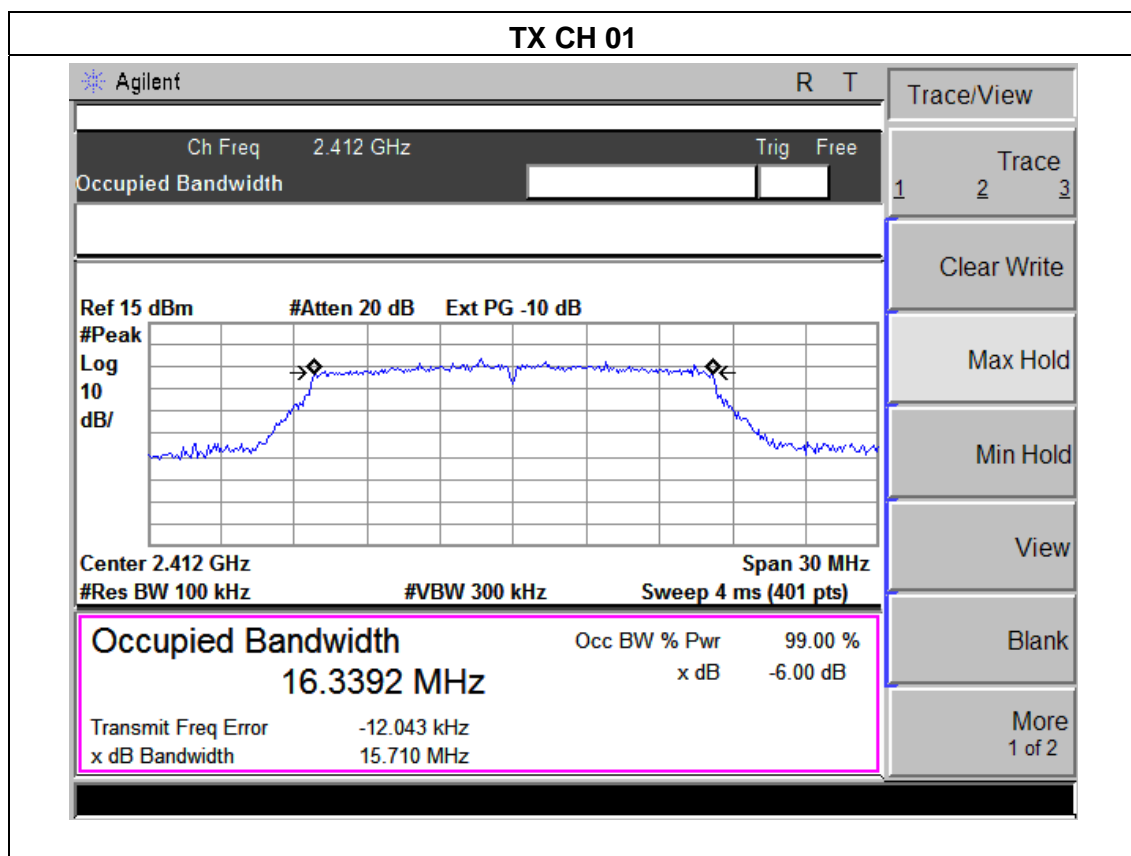 TX CH 01
Agilent R T
Trace/View
Ch Freq 2.412 GHz Trig Free
Occupied Bandwidth
Trace
1 2 3
Clear Write
Ref 15 dBm #Atten 20 dB Ext PG -10 dB
#Peak
Log
10
dB/
Max Hold
Min Hold
Center 2.412 GHz Span 30 MHz
#Res BW 100 kHz #VBW 300 kHz Sweep 4 ms (401 pts)
View
Occupied Bandwidth Occ BW % Pwr 99.00 %
16.3392 MHz x dB -6.00 dB
Blank
Transmit Freq Error -12.043 kHz
x dB Bandwidth 15.710 MHz
More
1 of 2